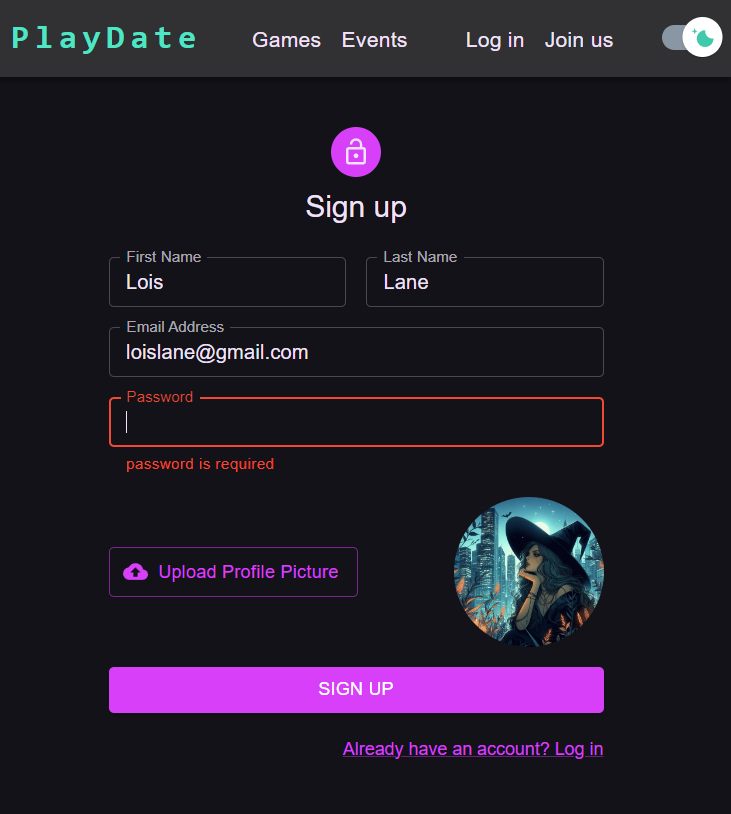 PlayDate Games Events Log in Join us
Sign up
First Name Last Name
Lois Lane
Email Address
loislane@gmail.com
Password
password is required
Upload Profile Picture
SIGN UP
Already have an account? Log in